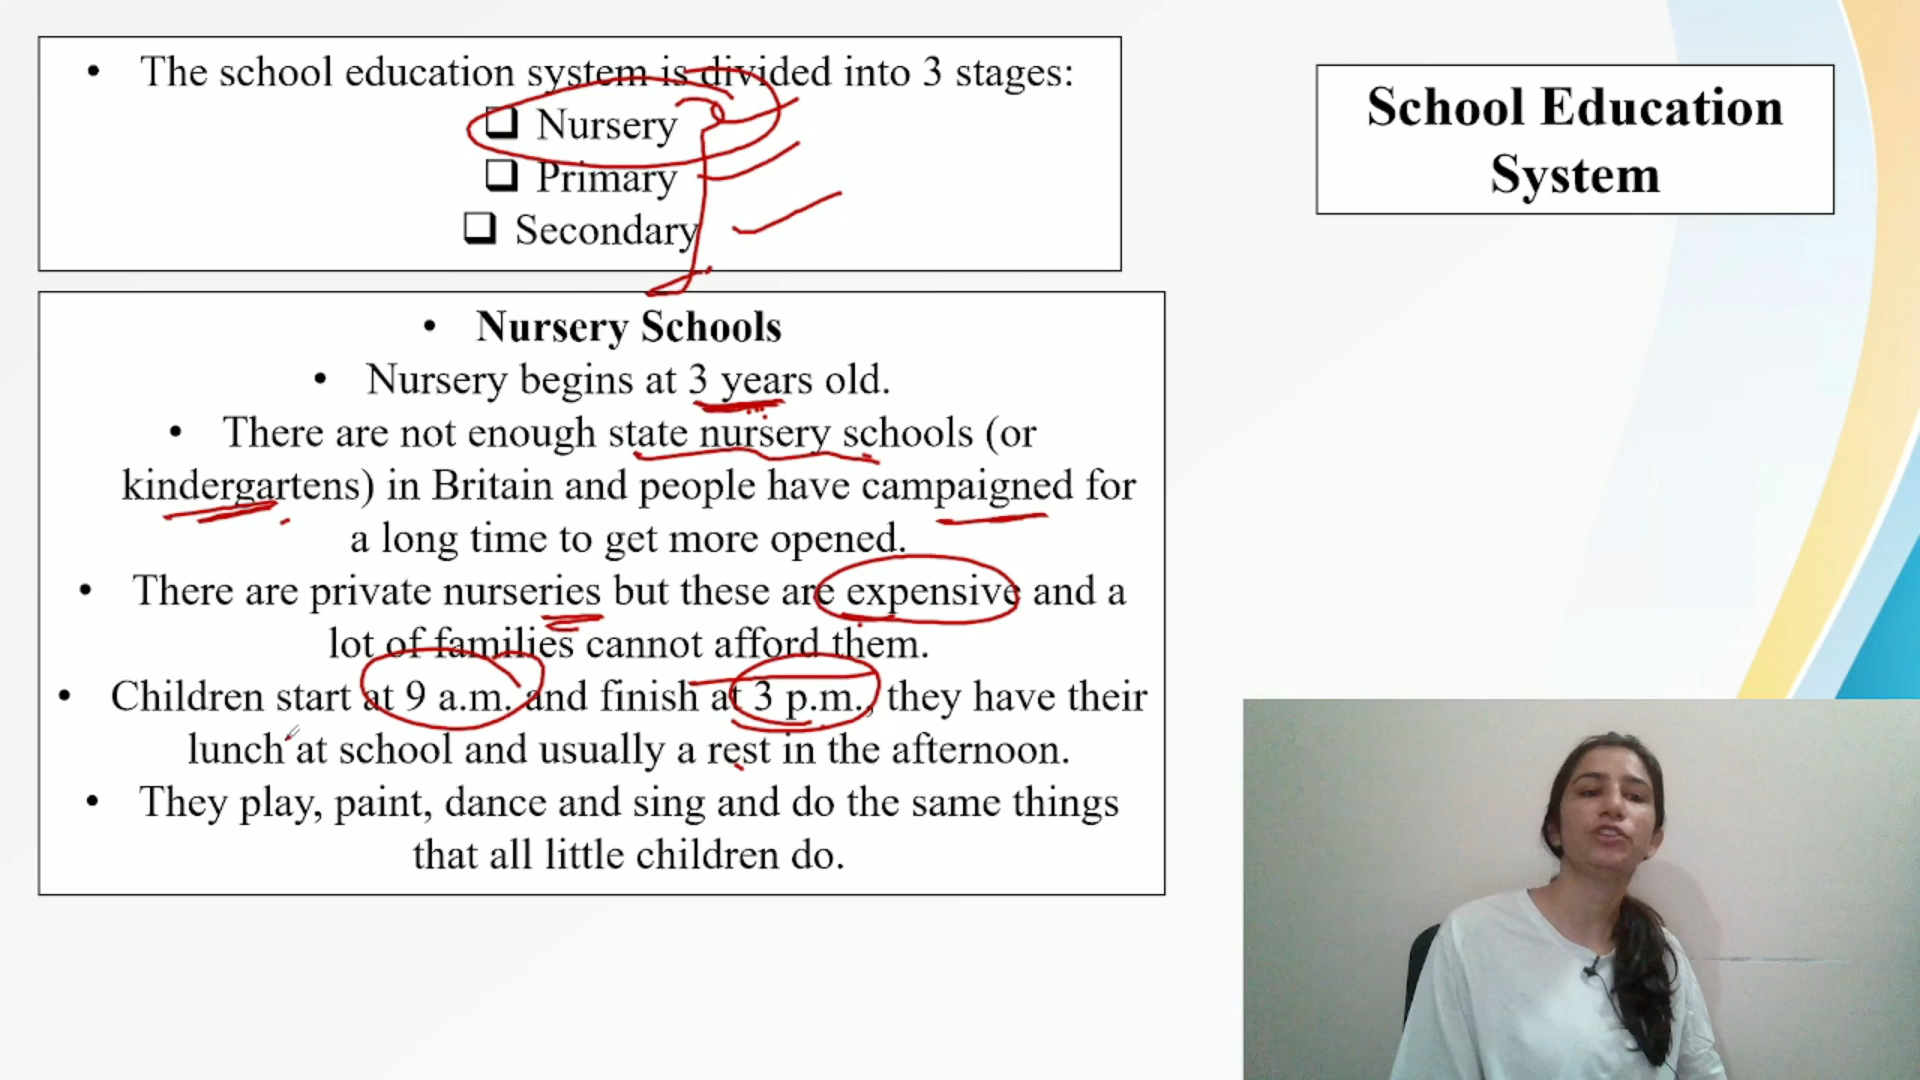 • The school education system is divided into 3 stages:
❑ Nursery
❑ Primary
❑ Secondary
School Education
System
• Nursery Schools
• Nursery begins at 3 years old.
• There are not enough state nursery schools (or
kindergartens) in Britain and people have campaigned for
a long time to get more opened.
• There are private nurseries but these are expensive and a
lot of families cannot afford them.
• Children start at 9 a.m. and finish at 3 p.m., they have their
lunch at school and usually a rest in the afternoon.
• They play, paint, dance and sing and do the same things
that all little children do.